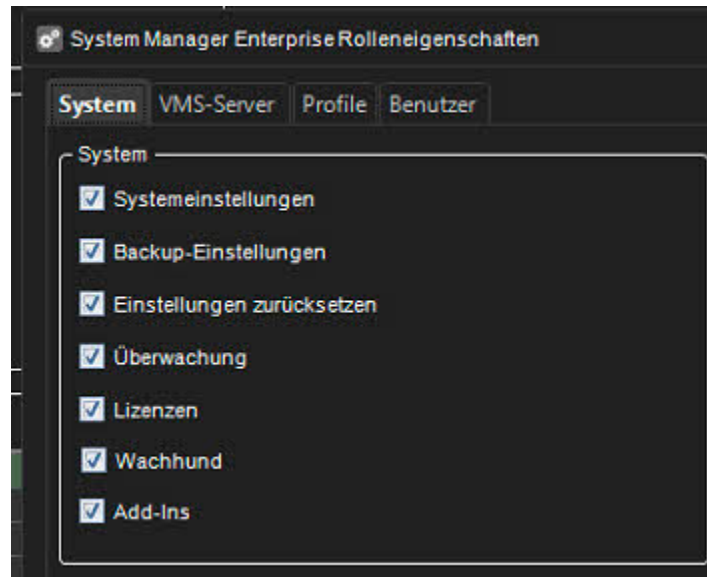 System Manager Enterprise Rolleneigenschaften
System VMS-Server Profile Benutzer
System
Systemeinstellungen
Backup-Einstellungen
Einstellungen zurücksetzen
Überwachung
Lizenzen
Wachhund
Add-Ins